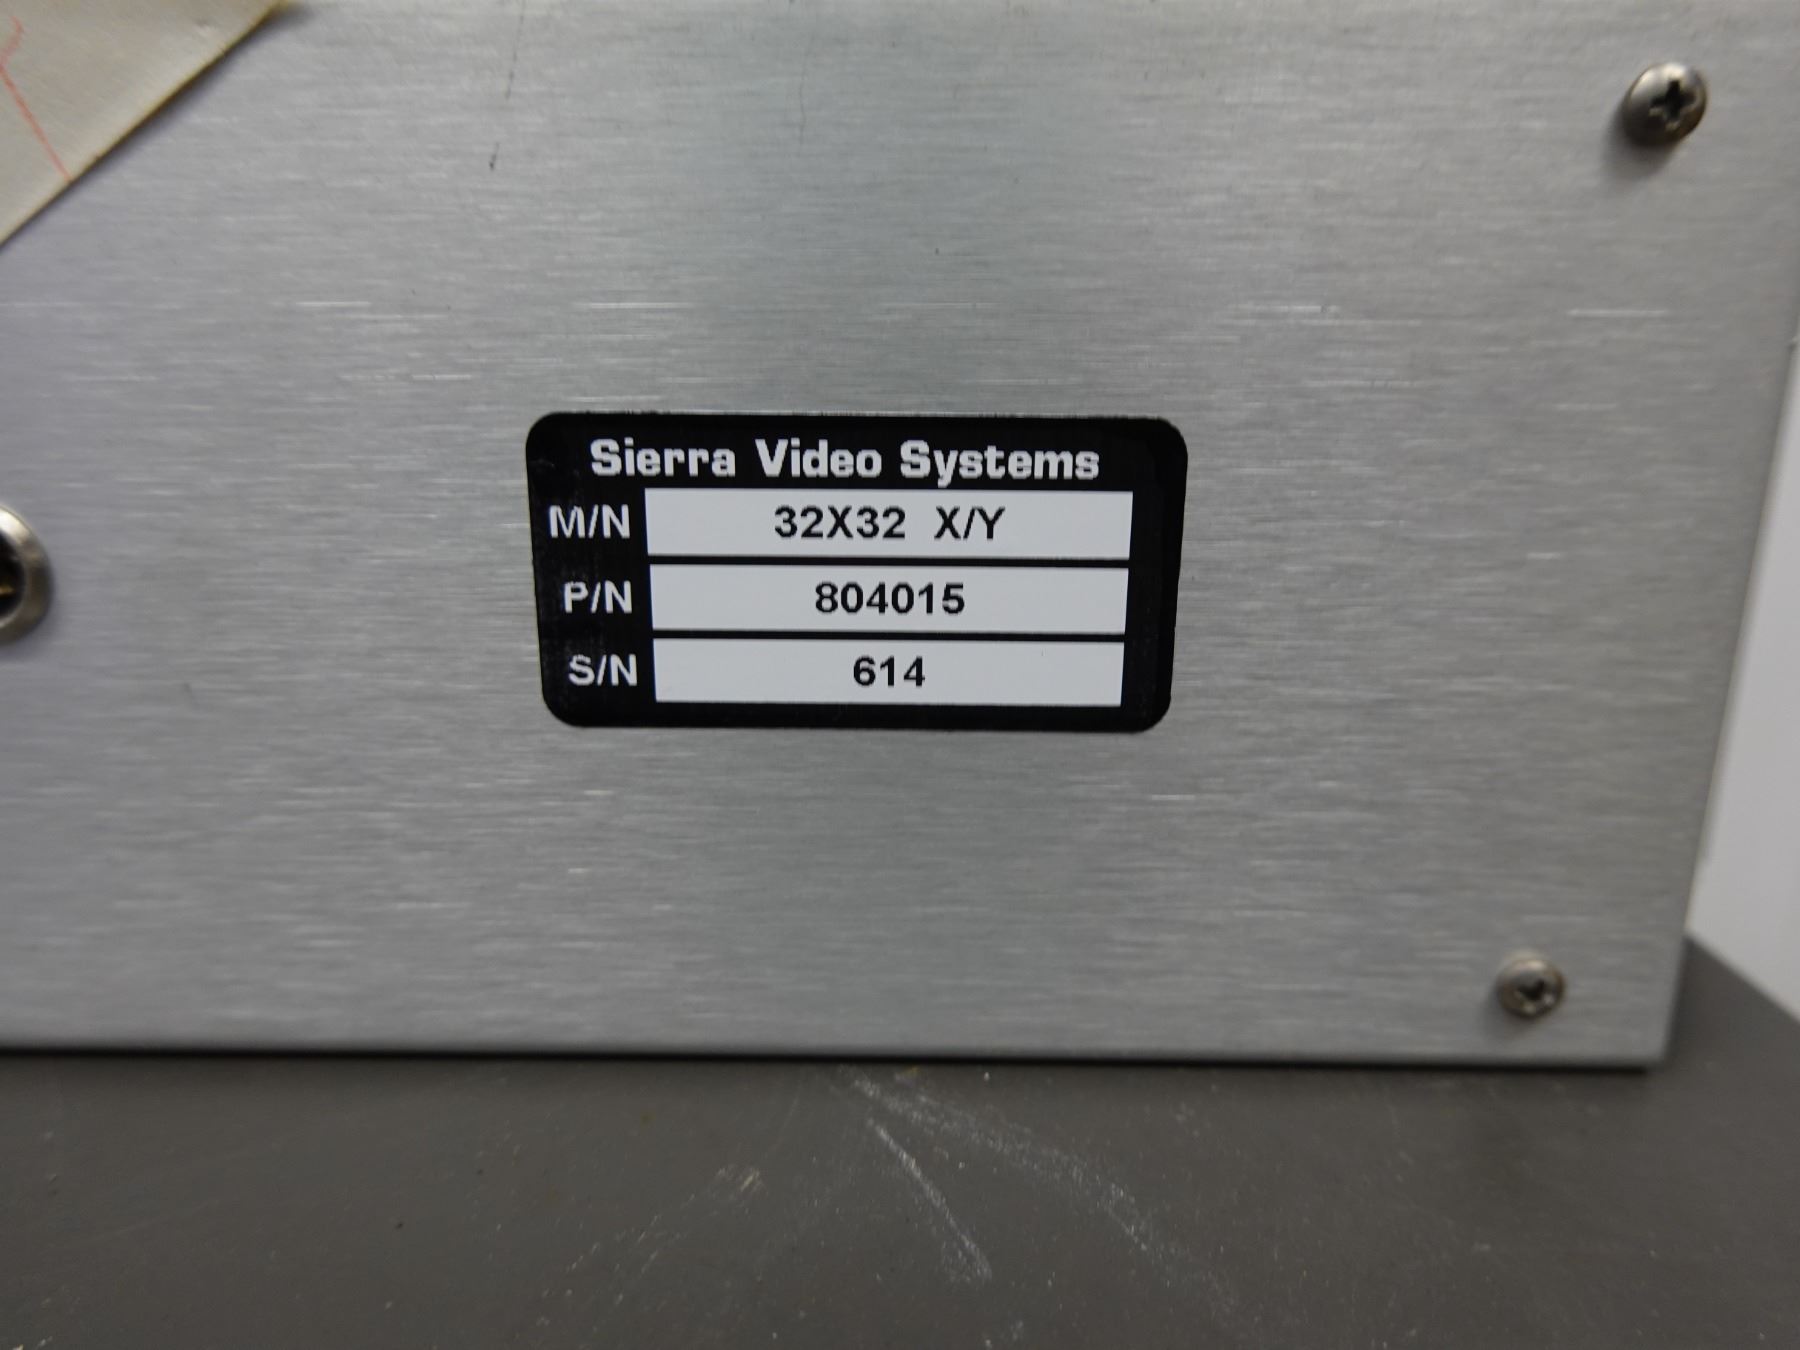 Sierra Video Systems
M/N 32X32 X/Y
P/N 804015
S/N 614